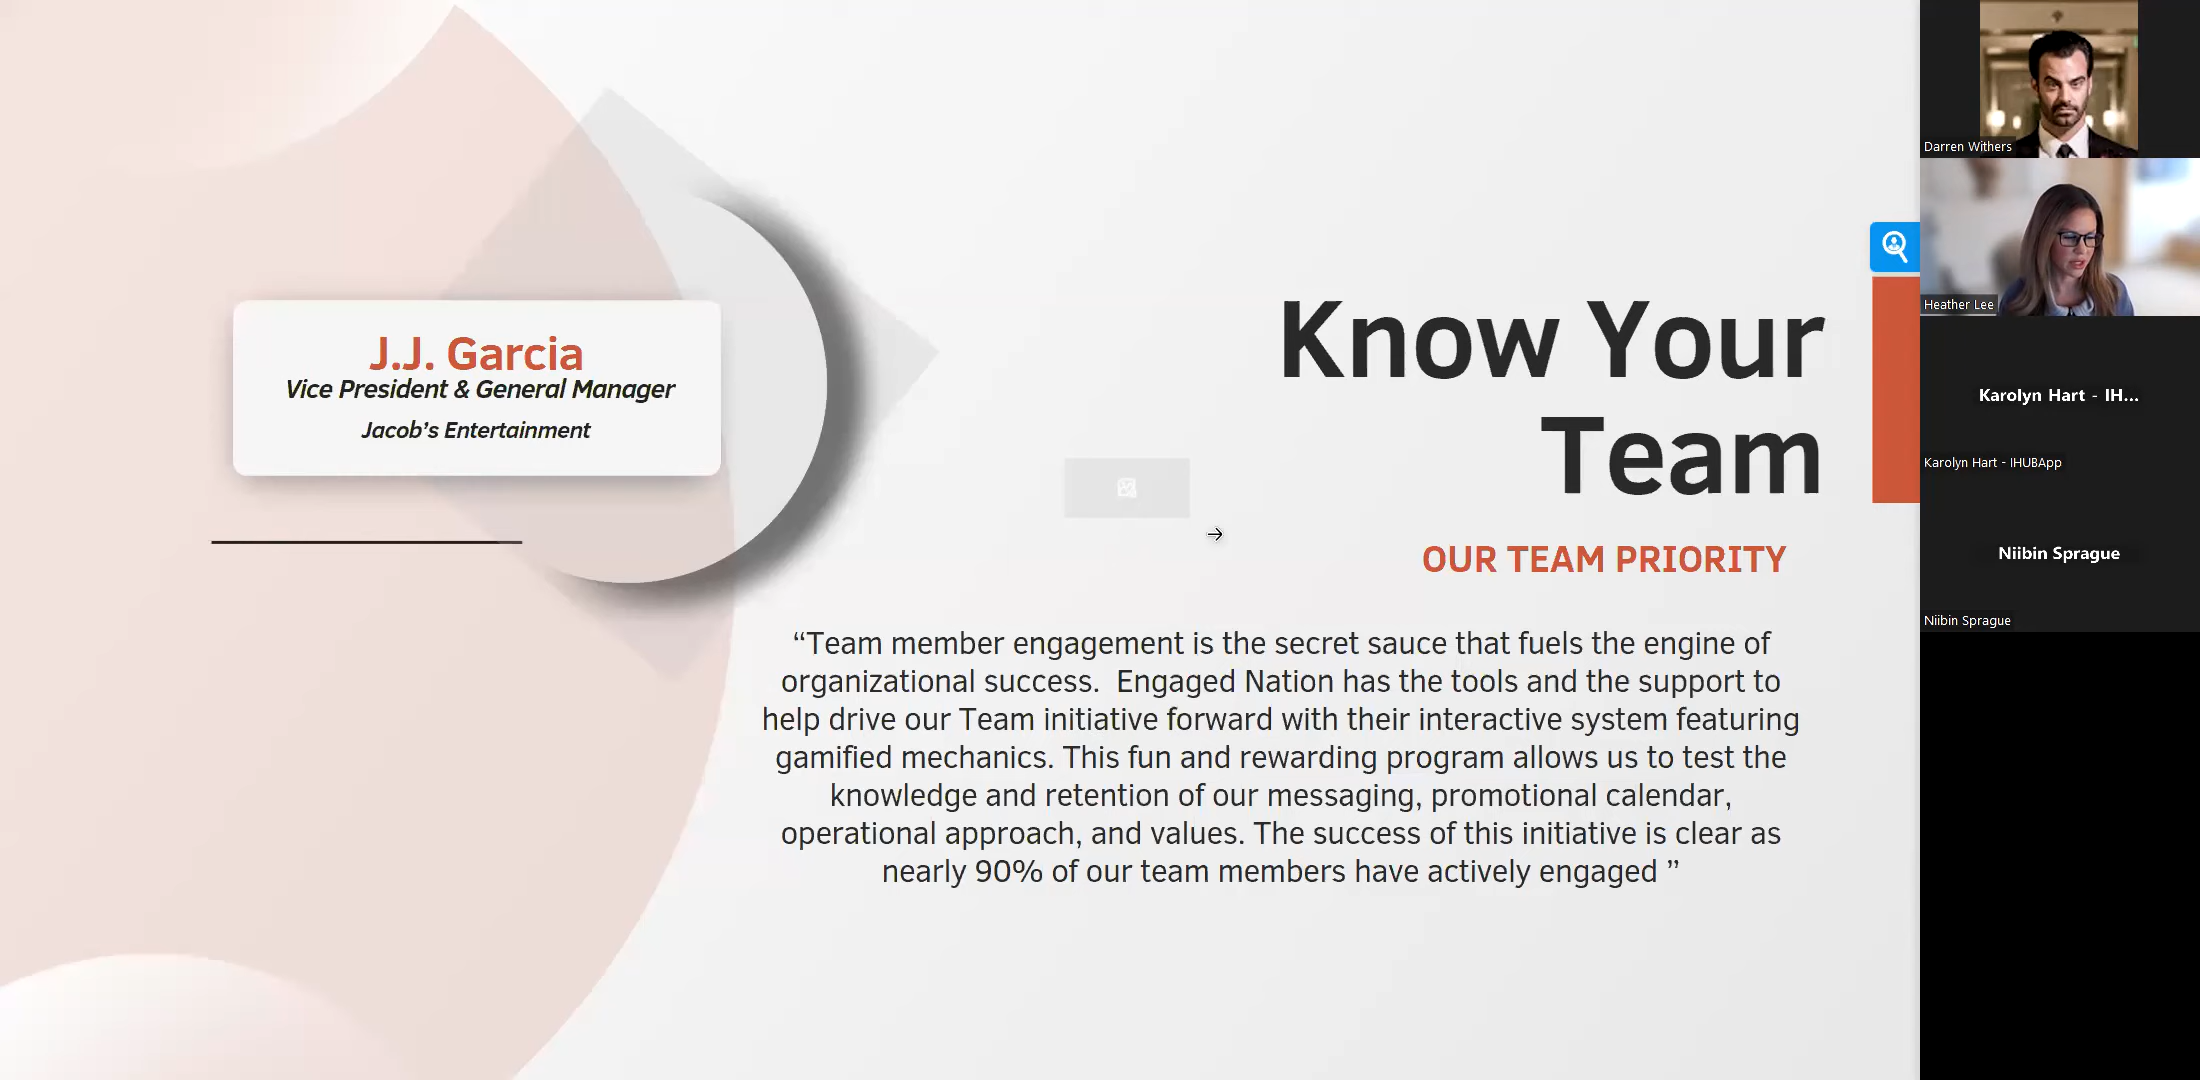 J.J. Garcia
Vice President & General Manager
Jacob’s Entertainment
Know Your
Team
OUR TEAM PRIORITY
“Team member engagement is the secret sauce that fuels the engine of
organizational success.  Engaged Nation has the tools and the support to
help drive our Team initiative forward with their interactive system featuring
gamified mechanics. This fun and rewarding program allows us to test the
knowledge and retention of our messaging, promotional calendar,
operational approach, and values. The success of this initiative is clear as
nearly 90% of our team members have actively engaged ”
Darren Withers
Heather Lee
Karolyn Hart - IH...
Karolyn Hart - IHUBApp
Niibin Sprague
Niibin Sprague